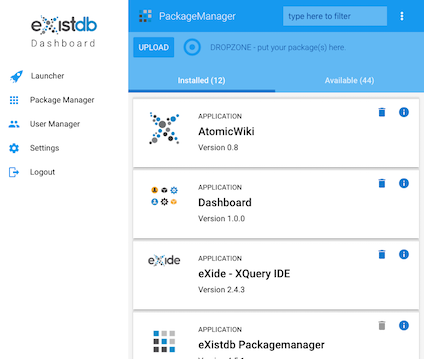 eXistdb
Dashboard
Launcher
Package Manager
User Manager
Settings
Logout
PackageManager
type here to filter
UPLOAD
DROPZONE - put your package(s) here.
Installed (12)
Available (44)
APPLICATION
AtomicWiki
Version 0.8
APPLICATION
Dashboard
Version 1.0.0
eXide
APPLICATION
eXide - XQuery IDE
Version 2.4.3
APPLICATION
eXistdb Packagemanager